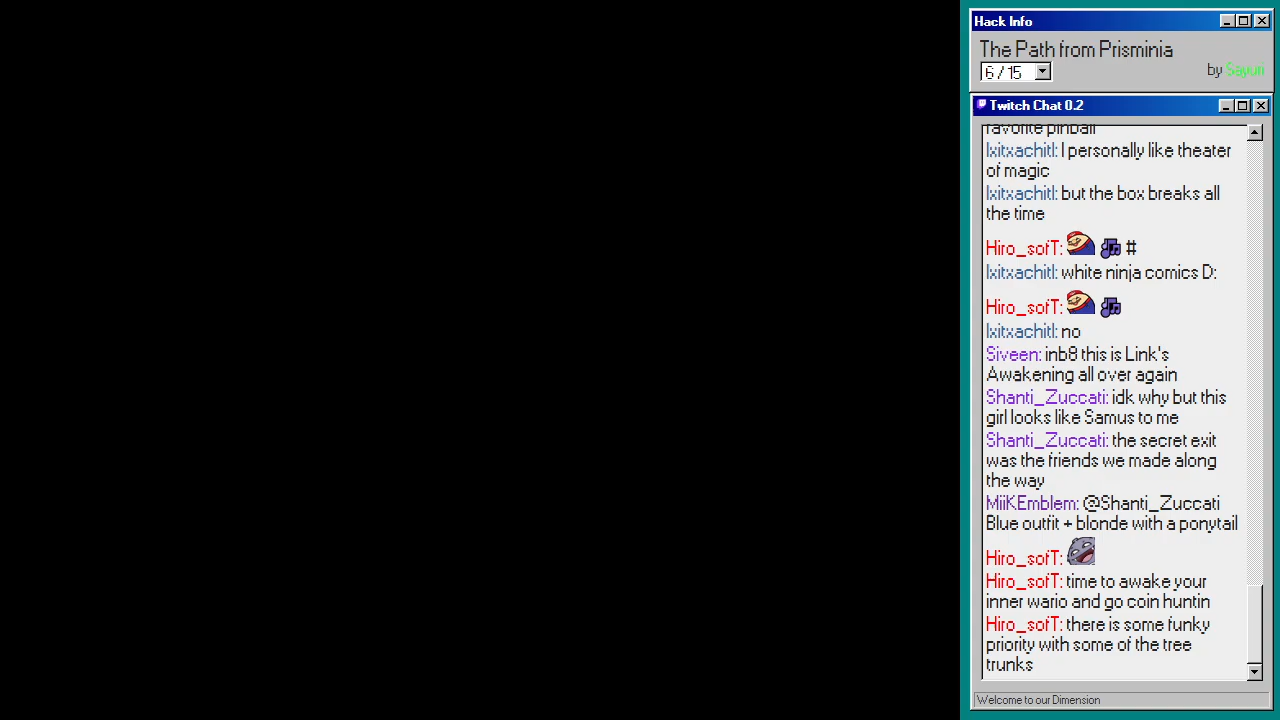 Hack Info
The Path from Prisminia
6 / 15
by Sayuri
Twitch Chat 0.2
favorite pinball
Ixitxachitl: I personally like theater
of magic
Ixitxachitl: but the box breaks all
the time
Hiro_sofT: #
Ixitxachitl: white ninja comics D:
Hiro_sofT:
Ixitxachitl: no
Siveen: inb8 this is Link's
Awakening all over again
Shanti_Zuccati: idk why but this
girl looks like Samus to me
Shanti_Zuccati: the secret exit
was the friends we made along
the way
MiiKEmblem: @Shanti_Zuccati
Blue outfit + blonde with a ponytail
Hiro_sofT:
Hiro_sofT: time to awake your
inner wario and go coin huntin
Hiro_sofT: there is some funky
priority with some of the tree
trunks
Welcome to our Dimension